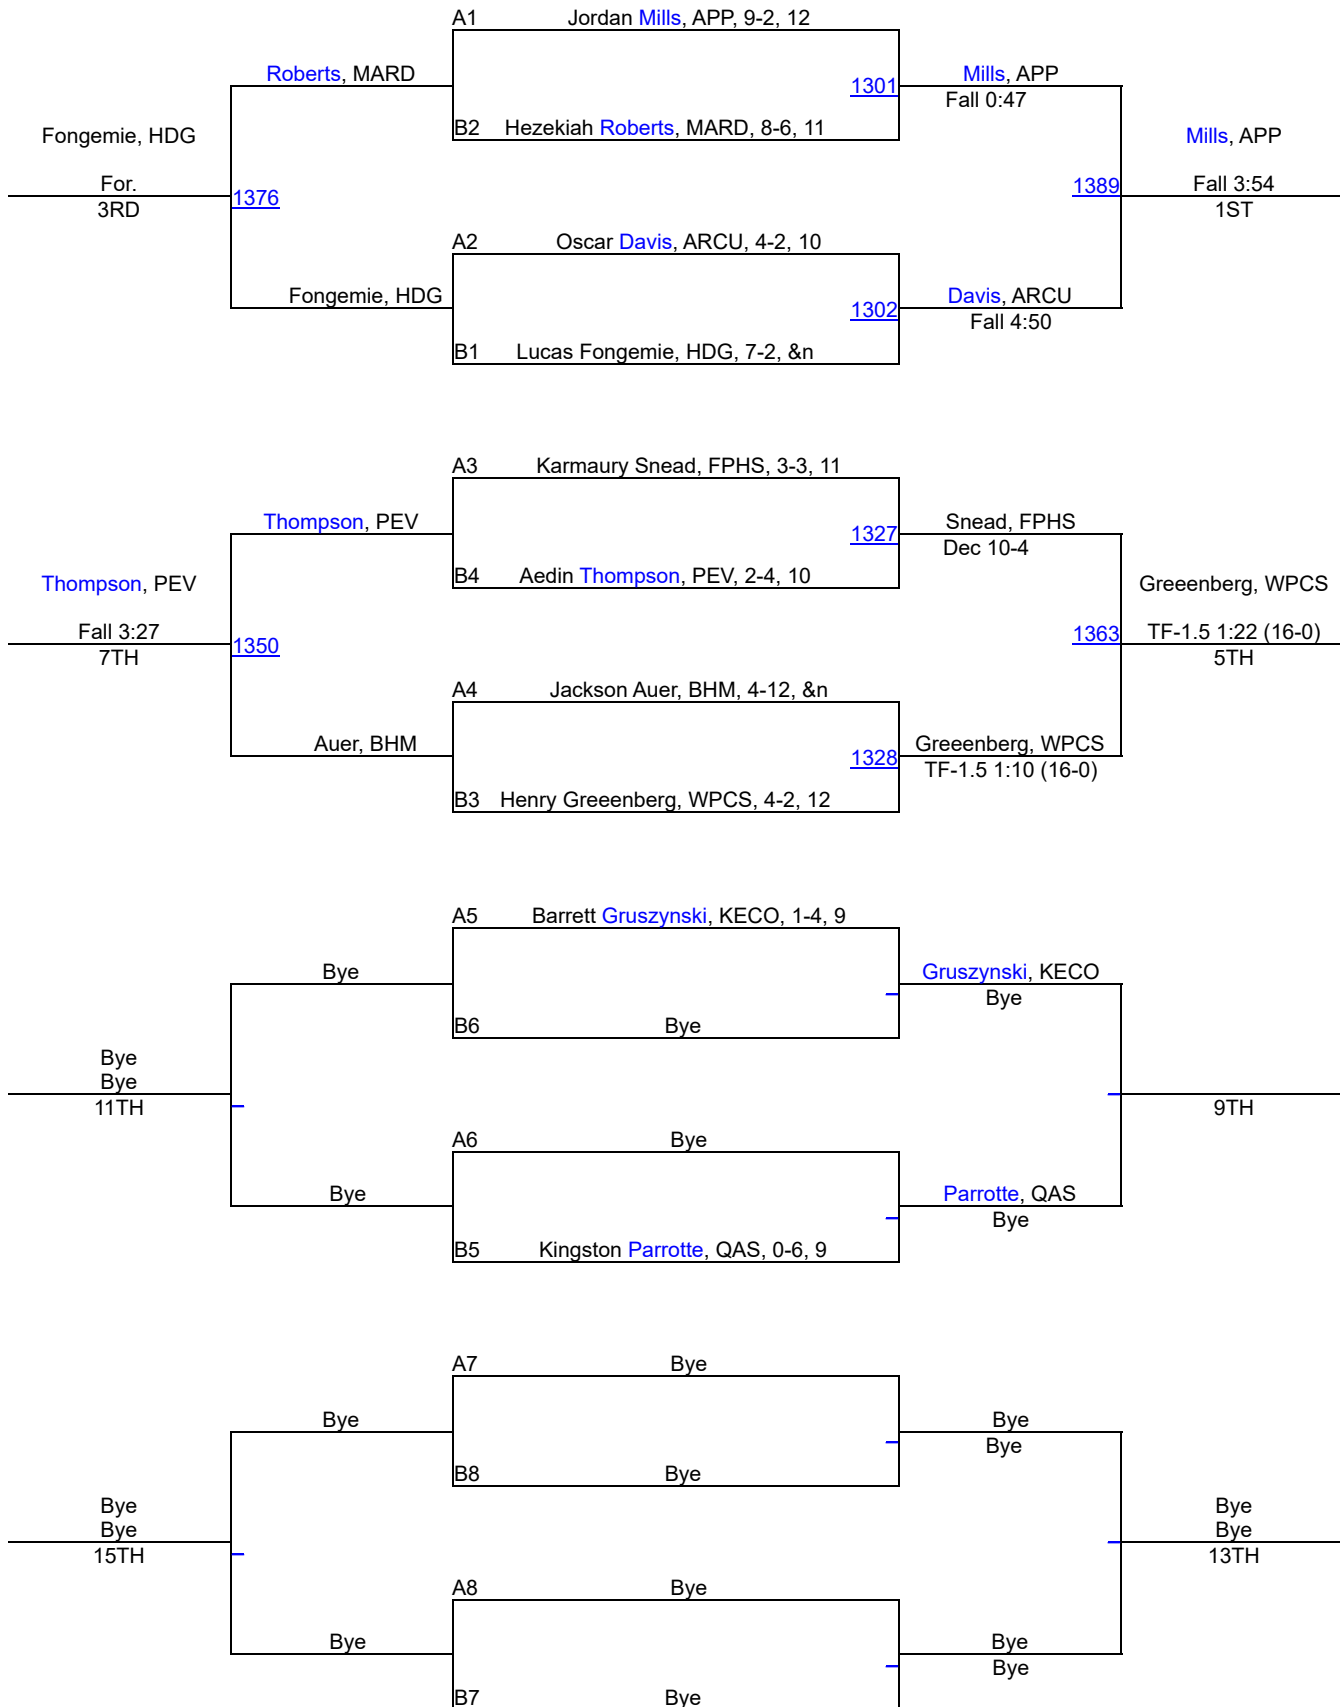 A1 Jordan Mills, APP, 9-2, 12
Roberts, MARD
1301
Mills, APP
Fall 0:47
B2 Hezekiah Roberts, MARD, 8-6, 11
Fongemie, HDG
Mills, APP
For.
3RD
1376
1389
Fall 3:54
1ST
A2 Oscar Davis, ARCU, 4-2, 10
Fongemie, HDG
1302
Davis, ARCU
Fall 4:50
B1 Lucas Fongemie, HDG, 7-2, &n
A3 Karmaury Snead, FPHS, 3-3, 11
Thompson, PEV
1327
Snead, FPHS
Dec 10-4
B4 Aedin Thompson, PEV, 2-4, 10
Thompson, PEV
Greeenberg, WPCS
Fall 3:27
7TH
1350
1363
TF-1.5 1:22 (16-0)
5TH
A4 Jackson Auer, BHM, 4-12, &n
Auer, BHM
1328
Greeenberg, WPCS
TF-1.5 1:10 (16-0)
B3 Henry Greeenberg, WPCS, 4-2, 12
A5 Barrett Gruszynski, KECO, 1-4, 9
Bye
Gruszynski, KECO
Bye
B6 Bye
Bye
Bye
11TH
9TH
A6 Bye
Bye
Parrotte, QAS
Bye
B5 Kingston Parrotte, QAS, 0-6, 9
A7 Bye
Bye
Bye
Bye
B8 Bye
Bye
Bye
15TH
Bye
Bye
13TH
A8 Bye
Bye
Bye
Bye
B7 Bye